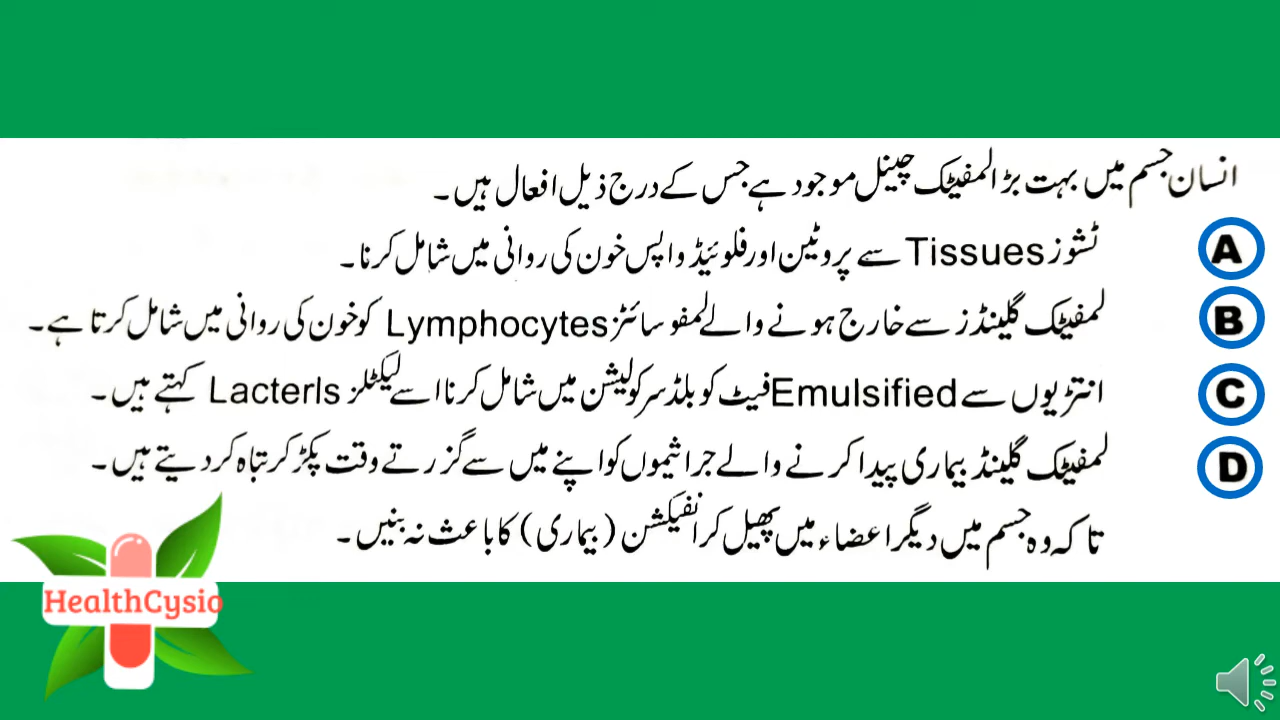 انسان جسم میں بہت بڑا لمفیٹک چینل موجود ہے جس کے درج ذیل افعال ہیں۔
A ٹشوز Tissues سے پروٹین اور فلوئیڈ واپس خون کی روانی میں شامل کرنا۔
B لمفیٹک گلینڈز سے خارج ہونے والے لمفوسائٹز Lymphocytes کو خون کی روانی میں شامل کرتا ہے۔
C انتڑیوں سے Emulsified فیٹ کو بلڈ سرکولیشن میں شامل کرنا اسے لیکٹلز Lacterls کہتے ہیں۔
D لمفیٹک گلینڈ بیماری پیدا کرنے والے جراثیموں کو اپنے میں سے گزرتے وقت پکڑ کر تباہ کر دیتے ہیں۔
تا کہ وہ جسم میں دیگر اعضاء میں پھیل کر انفیکشن (بیماری) کا باعث نہ بنیں۔
HealthCysio